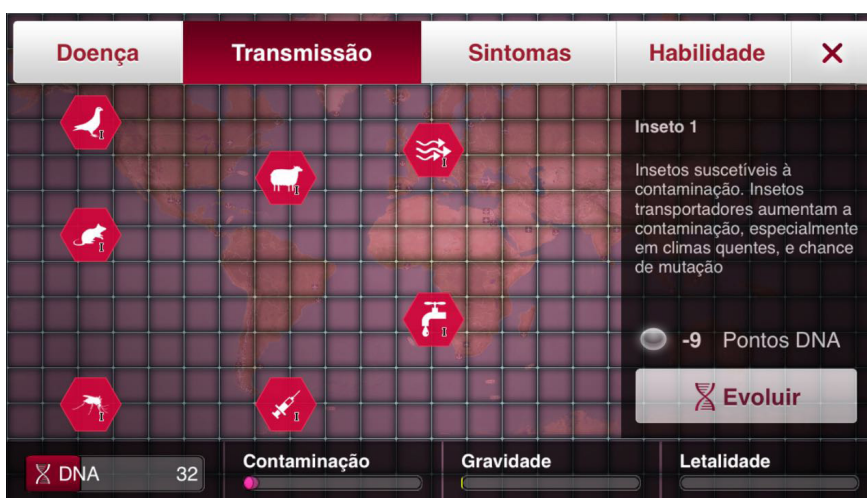 Doença Transmissão Sintomas Habilidade X
I
I
I
Inseto 1
Insetos suscetíveis à
contaminação. Insetos
transportadores aumentam a
contaminação, especialmente
em climas quentes, e chance
de mutação
I
I
-9 Pontos DNA
I
I
Evoluir
DNA 32
Contaminação
Gravidade
Letalidade